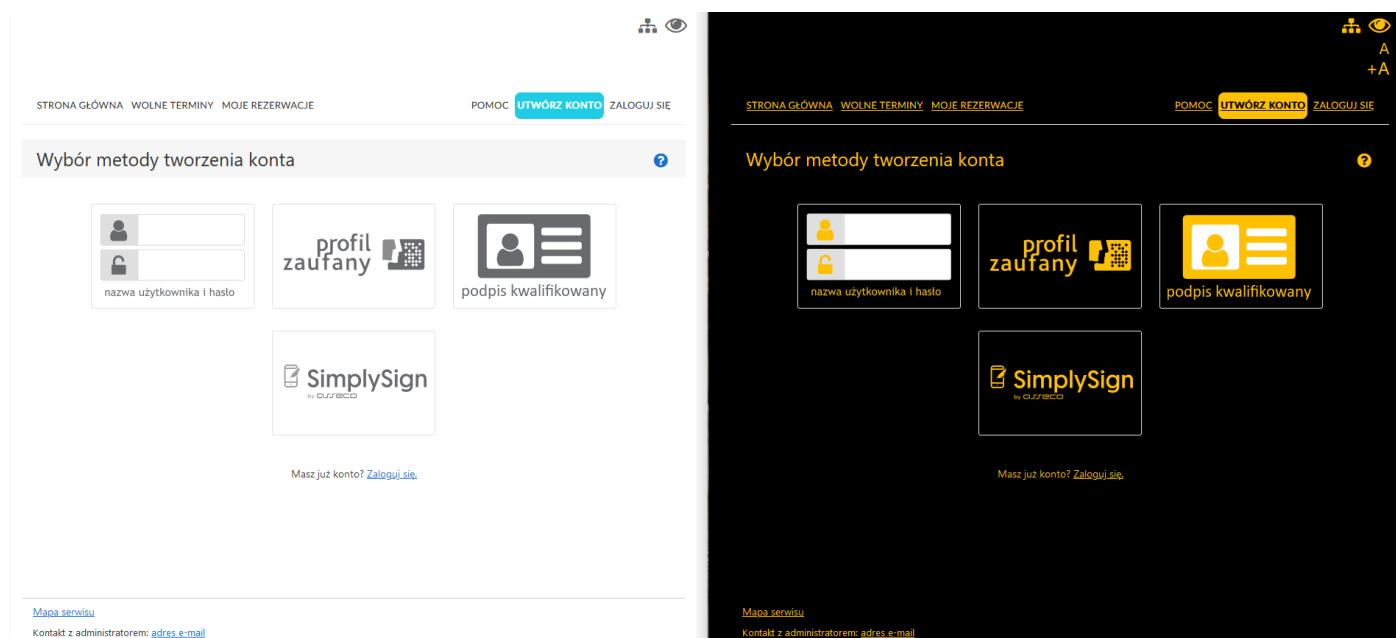 A
+A
STRONA GŁÓWNA WOLNE TERMINY MOJE REZERWACJE POMOC UTWÓRZ KONTO ZALOGUJ SIĘ
Wybór metody tworzenia konta
nazwa użytkownika i hasło
profil
zaufany
podpis kwalifikowany
SimplySign
by asseco
Masz już konto? Zaloguj się.
Mapa serwisu
Kontakt z administratorem: adres e-mail
STRONA GŁÓWNA WOLNE TERMINY MOJE REZERWACJE POMOC UTWÓRZ KONTO ZALOGUJ SIĘ
Wybór metody tworzenia konta
nazwa użytkownika i hasło
profil
zaufany
podpis kwalifikowany
SimplySign
by asseco
Masz już konto? Zaloguj się.
Mapa serwisu
Kontakt z administratorem: adres e-mail